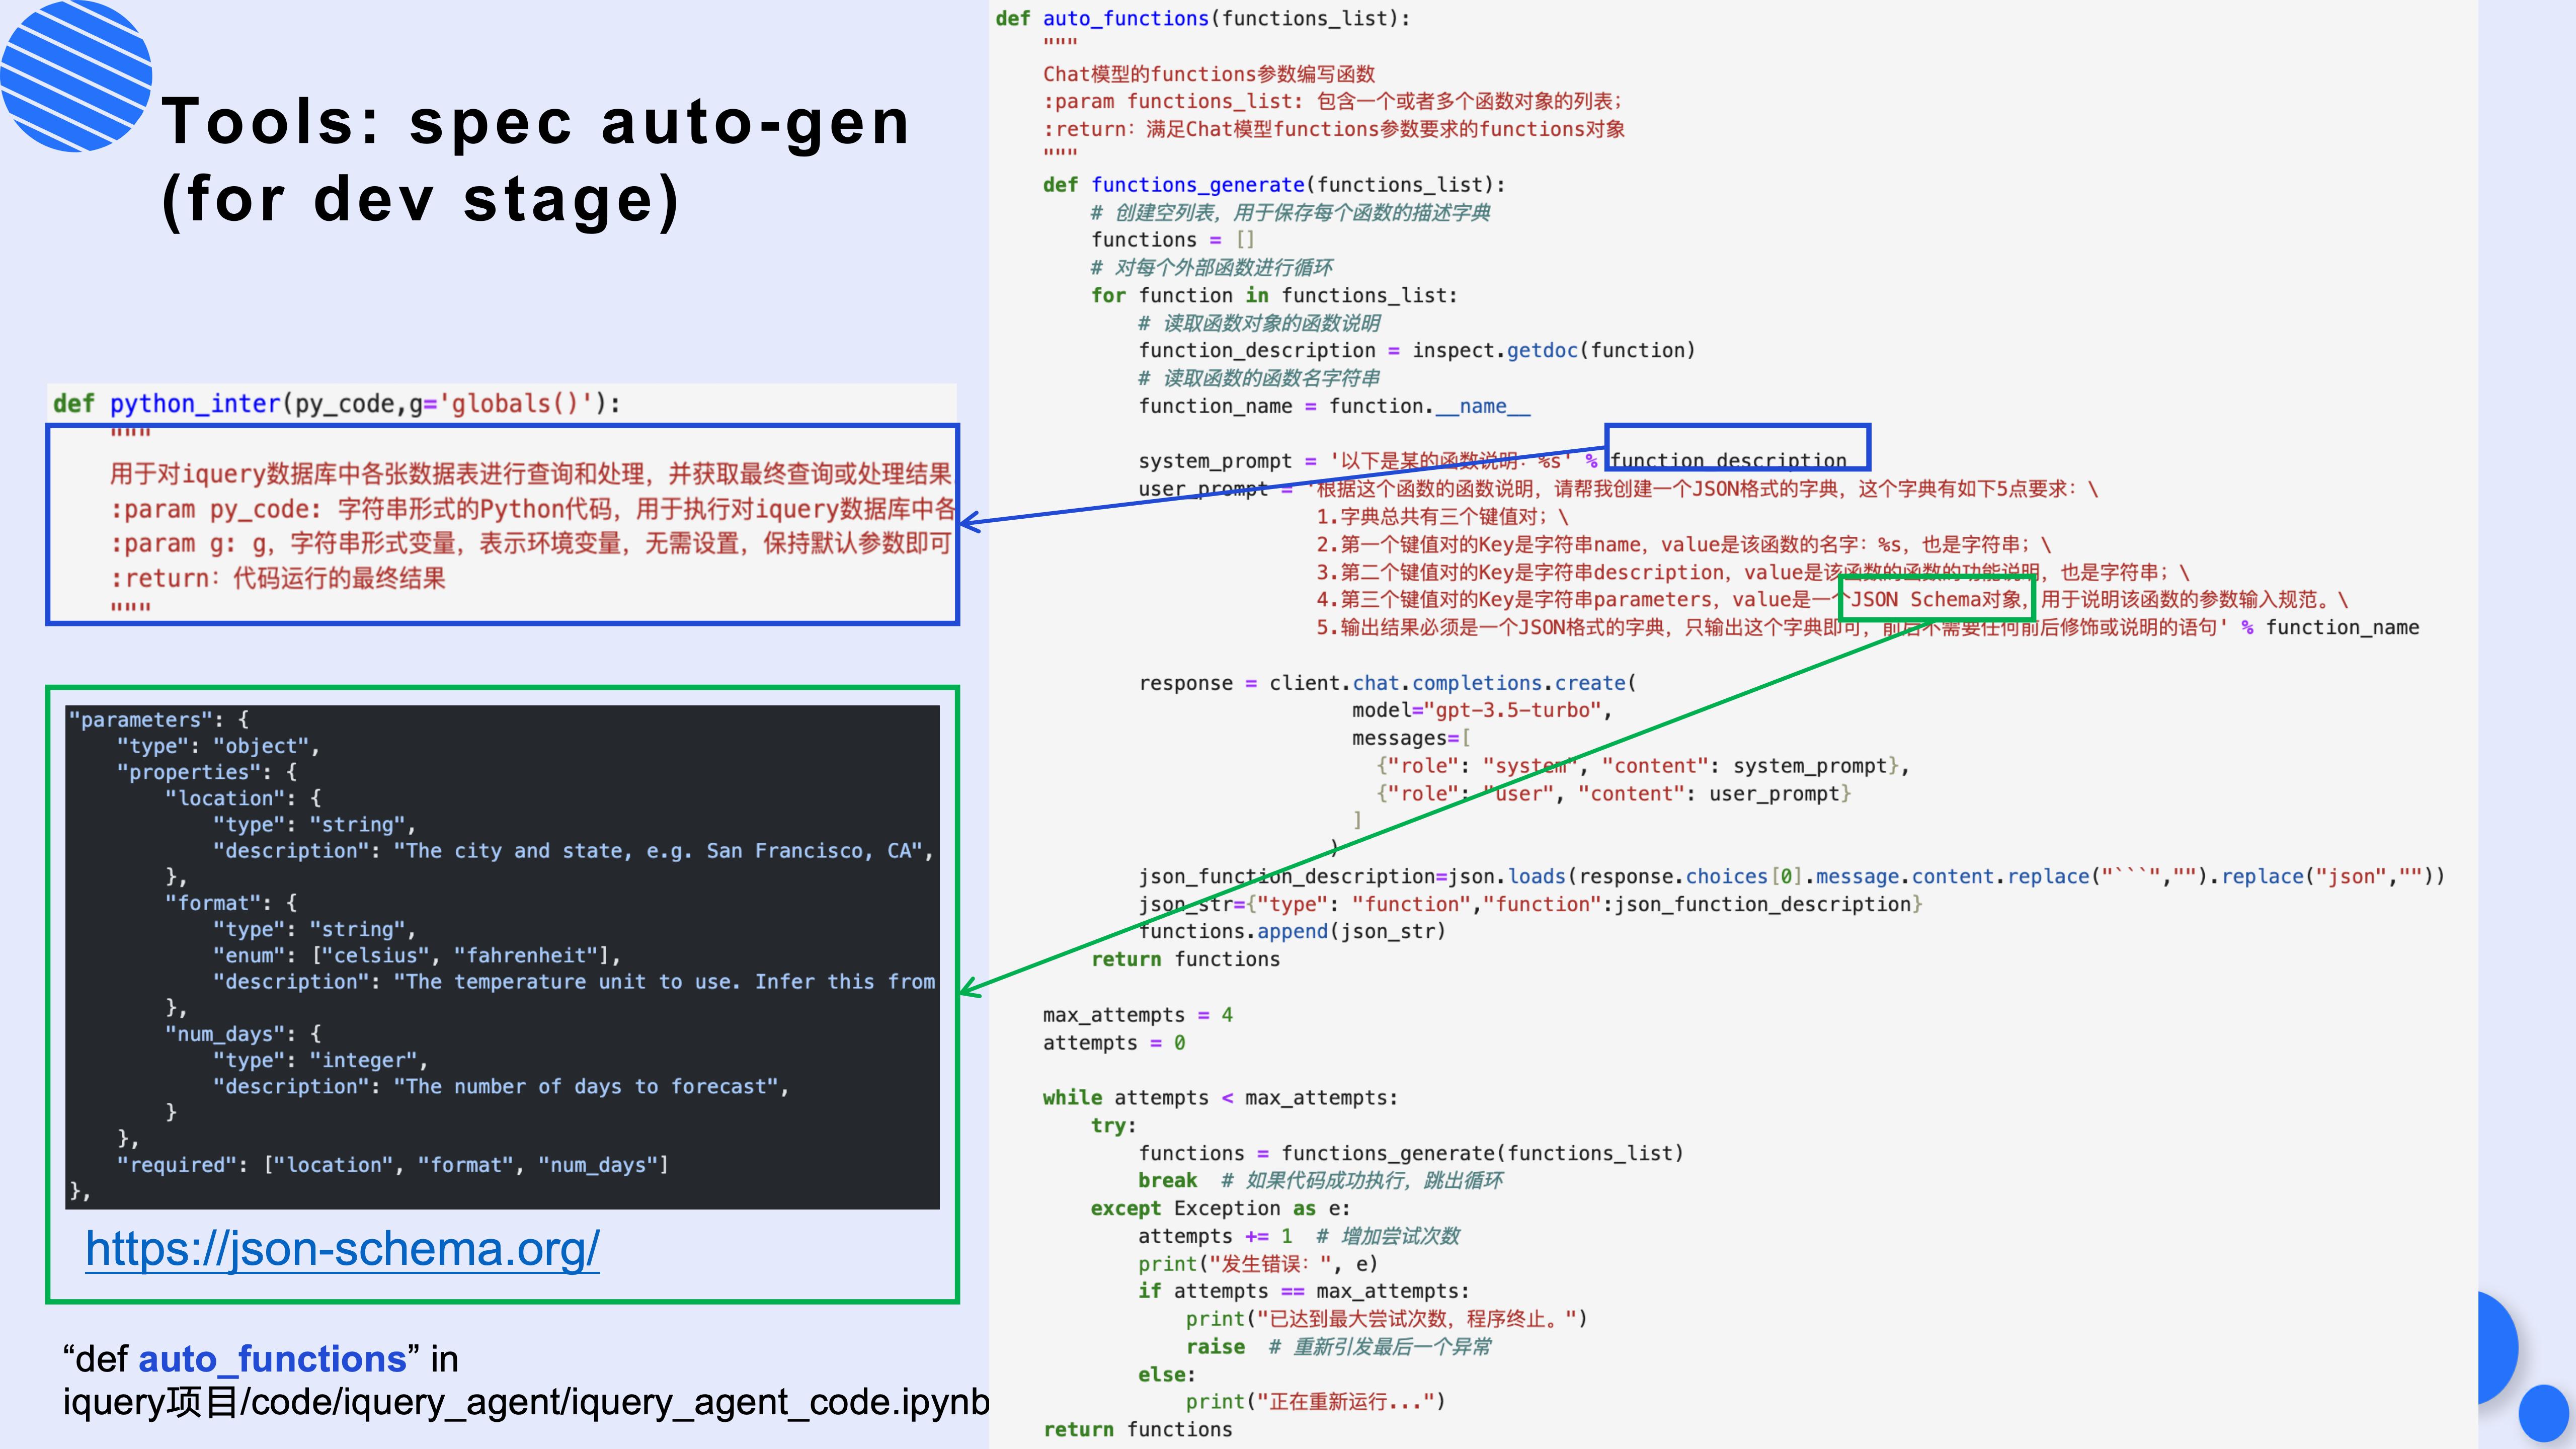 Tools: spec auto-gen
(for dev stage)
def python_inter(py_code,g='globals()'):
"""
用于对iquery数据库中各张数据表进行查询和处理，并获取最终查询或处理结果
:param py_code: 字符串形式的Python代码，用于执行对iquery数据库中各
:param g: g，字符串形式变量，表示环境变量，无需设置，保持默认参数即可
:return：代码运行的最终结果
"""
"parameters": {
"type": "object",
"properties": {
"location": {
"type": "string",
"description": "The city and state, e.g. San Francisco, CA",
},
"format": {
"type": "string",
"enum": ["celsius", "fahrenheit"],
"description": "The temperature unit to use. Infer this from
},
"num_days": {
"type": "integer",
"description": "The number of days to forecast",
}
},
"required": ["location", "format", "num_days"]
},
https://json-schema.org/
“def auto_functions” in
iquery项目/code/iquery_agent/iquery_agent_code.ipynb
def auto_functions(functions_list):
"""
Chat模型的functions参数编写函数
:param functions_list: 包含一个或者多个函数对象的列表；
:return：满足Chat模型functions参数要求的functions对象
"""
def functions_generate(functions_list):
# 创建空列表，用于保存每个函数的描述字典
functions = []
# 对每个外部函数进行循环
for function in functions_list:
# 读取函数对象的函数说明
function_description = inspect.getdoc(function)
# 读取函数的函数名字符串
function_name = function.__name__
system_prompt = '以下是某的函数说明：%s' % function_description
user_prompt = '根据这个函数的函数说明，请帮我创建一个JSON格式的字典，这个字典有如下5点要求：\
1.字典总共有三个键值对；\
2.第一个键值对的Key是字符串name，value是该函数的名字：%s，也是字符串；\
3.第二个键值对的Key是字符串description，value是该函数的函数的功能说明，也是字符串；\
4.第三个键值对的Key是字符串parameters，value是一个JSON Schema对象，用于说明该函数的参数输入规范。\
5.输出结果必须是一个JSON格式的字典，只输出这个字典即可，前后不需要任何前后修饰或说明的语句' % function_name
response = client.chat.completions.create(
model="gpt-3.5-turbo",
messages=[
{"role": "system", "content": system_prompt},
{"role": "user", "content": user_prompt}
]
)
json_function_description=json.loads(response.choices[0].message.content.replace("```","").replace("json",""))
json_str={"type": "function","function":json_function_description}
functions.append(json_str)
return functions
max_attempts = 4
attempts = 0
while attempts < max_attempts:
try:
functions = functions_generate(functions_list)
break  # 如果代码成功执行，跳出循环
except Exception as e:
attempts += 1  # 增加尝试次数
print("发生错误：", e)
if attempts == max_attempts:
print("已达到最大尝试次数，程序终止。")
raise  # 重新引发最后一个异常
else:
print("正在重新运行...")
return functions